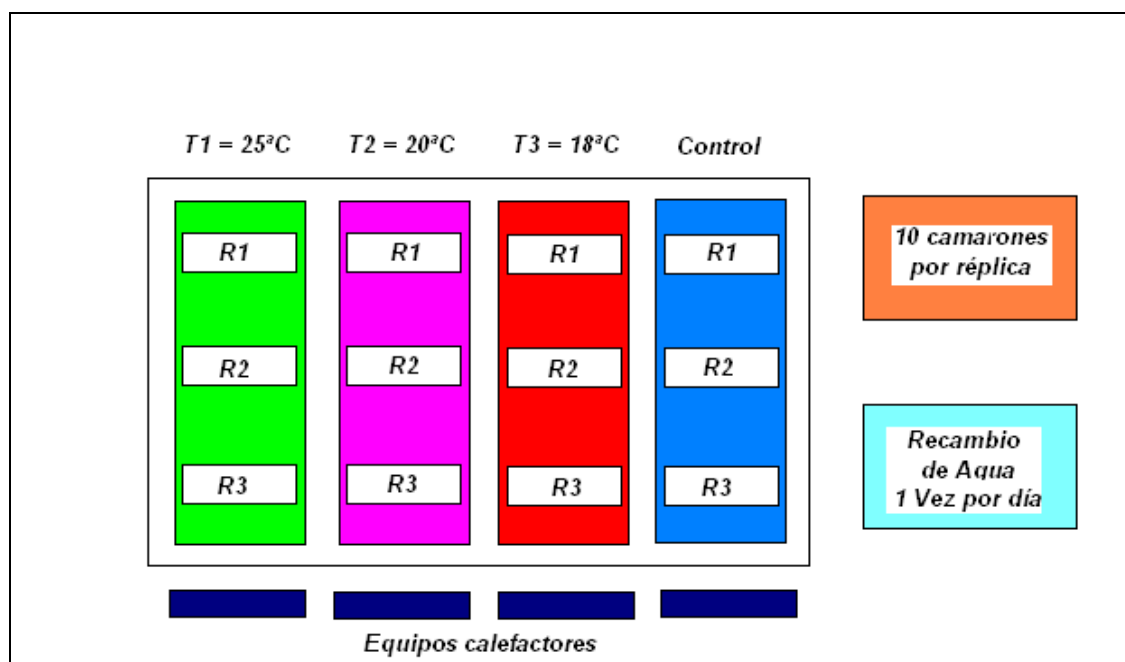 T1 = 25ªC T2 = 20ªC T3 = 18ªC Control
R1 R1 R1 R1
R2 R2 R2 R2
R3 R3 R3 R3
10 camarones
por réplica
Recambio
de Agua
1 Vez por día
Equipos calefactores